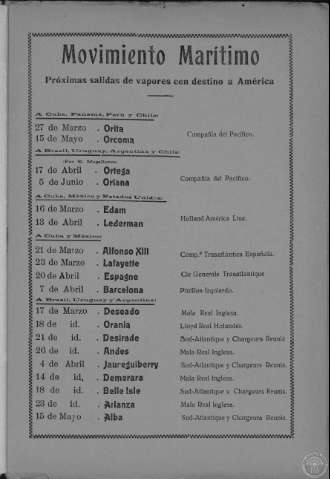 Movimiento Marítimo
Próximas salidas de vapores con destino a América
A Cuba, Panamá, Perú y Chile:
27 de Marzo . Orita
15 de Mayo . Orcoma
Compañía del Pacífico.
A Brasil, Uruguay, Argentina y Chile:
(Por E. Magallanes)
17 de Abril . Ortega
5 de Junio . Oriana
Compañía del Pacífico.
A Cuba, México y Estados Unidos:
16 de Marzo . Edam
13 de Abril . Lederman
Holland América Line.
A Cuba y México:
21 de Marzo . Alfonso XIII Comp.ª Trasatlántica Española.
23 de Marzo . Lafayette
20 de Abril . Espagne Cie Generale Transatlantique
7 de Abril . Barcelona Pinillos Izquierdo.
A Brasil, Uruguay y Argentina:
17 de Marzo . Deseado Mala Real Inglesa.
18 de id. . Orania Lloyd Real Holandés.
21 de id. . Desirade Sud-Atlantique y Chargeurs Reunis
26 de id. . Andes Mala Real Inglesa.
4 de Abril . Jaureguiberry Sud-Atlantique y Chargeurs Reunis.
14 de id, . Demerara Mala Real Inglesa.
18 de id. . Belle Isle Sud-Atlantique y Chargeurs Reunis.
23 de id. . Arlanza Mala Real Inglesa.
15 de Mayo . Alba Sud-Atlantique y Chargeurs Reunis